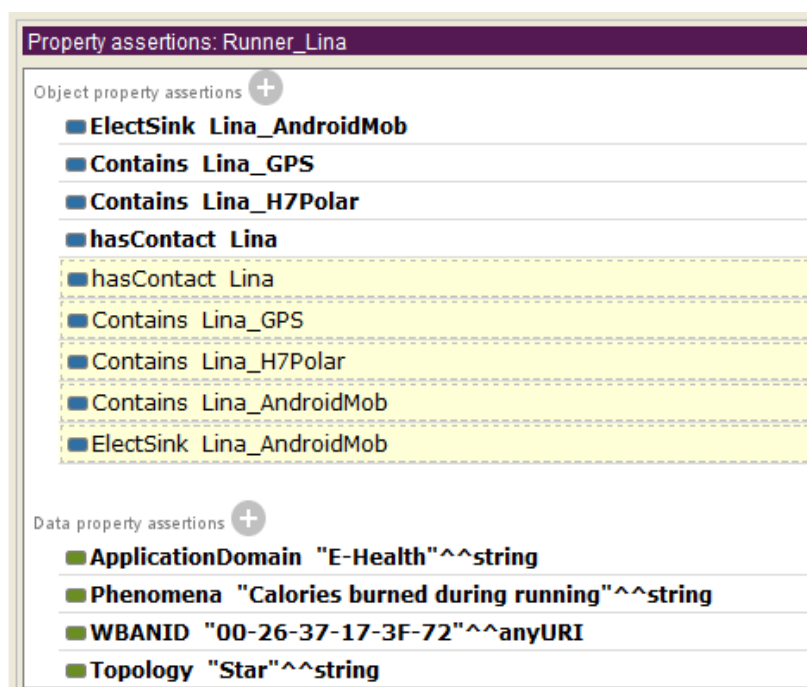 Property assertions: Runner_Lina
Object property assertions
ElectSink Lina_AndroidMob
Contains Lina_GPS
Contains Lina_H7Polar
hasContact Lina
hasContact Lina
Contains Lina_GPS
Contains Lina_H7Polar
Contains Lina_AndroidMob
ElectSink Lina_AndroidMob
Data property assertions
ApplicationDomain "E-Health"^^string
Phenomena "Calories burned during running"^^string
WBANID "00-26-37-17-3F-72"^^anyURI
Topology "Star"^^string